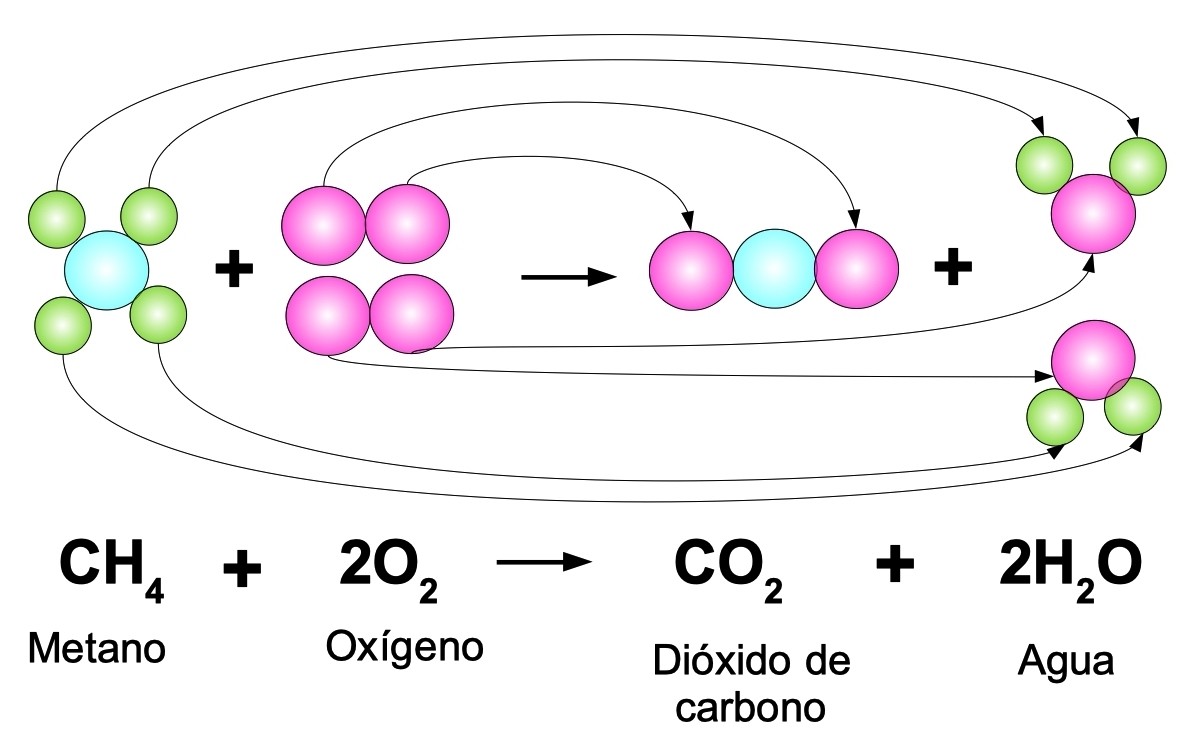 + +
CH₄ + 2O₂ → CO₂ + 2H₂O
Metano Oxígeno Dióxido de carbono Agua